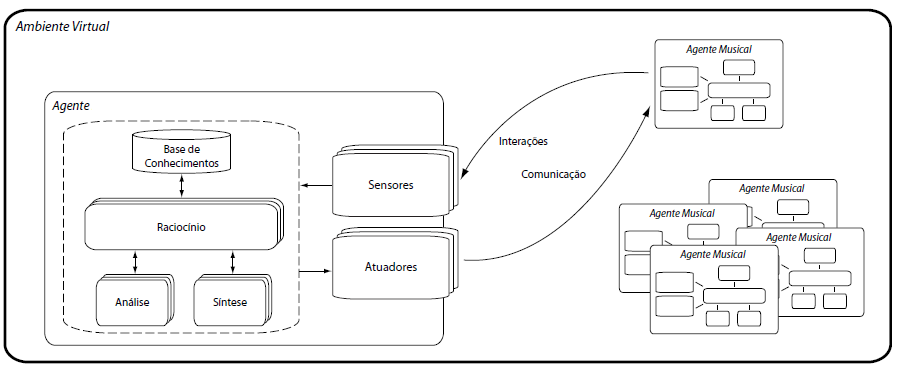 Ambiente Virtual
Agente
Base de
Conhecimentos
Raciocínio
Análise
Síntese
Sensores
Atuadores
Interações
Comunicação
Agente Musical
Agente Musical
Agente Musical
Agente Musical
Agente Musical